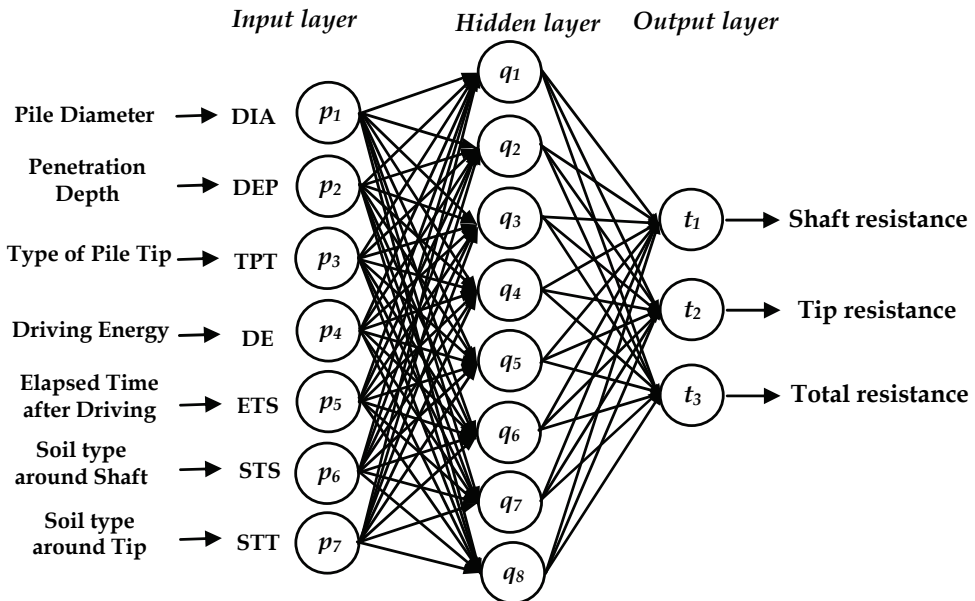 Input layer
Hidden layer
Output layer
Pile Diameter
DIA
p1
Penetration
Depth
DEP
p2
Type of Pile Tip
TPT
p3
Driving Energy
DE
p4
Elapsed Time
after Driving
ETS
p5
Soil type
around Shaft
STS
p6
Soil type
around Tip
STT
p7
q1
q2
q3
q4
q5
q6
q7
q8
t1
Shaft resistance
t2
Tip resistance
t3
Total resistance